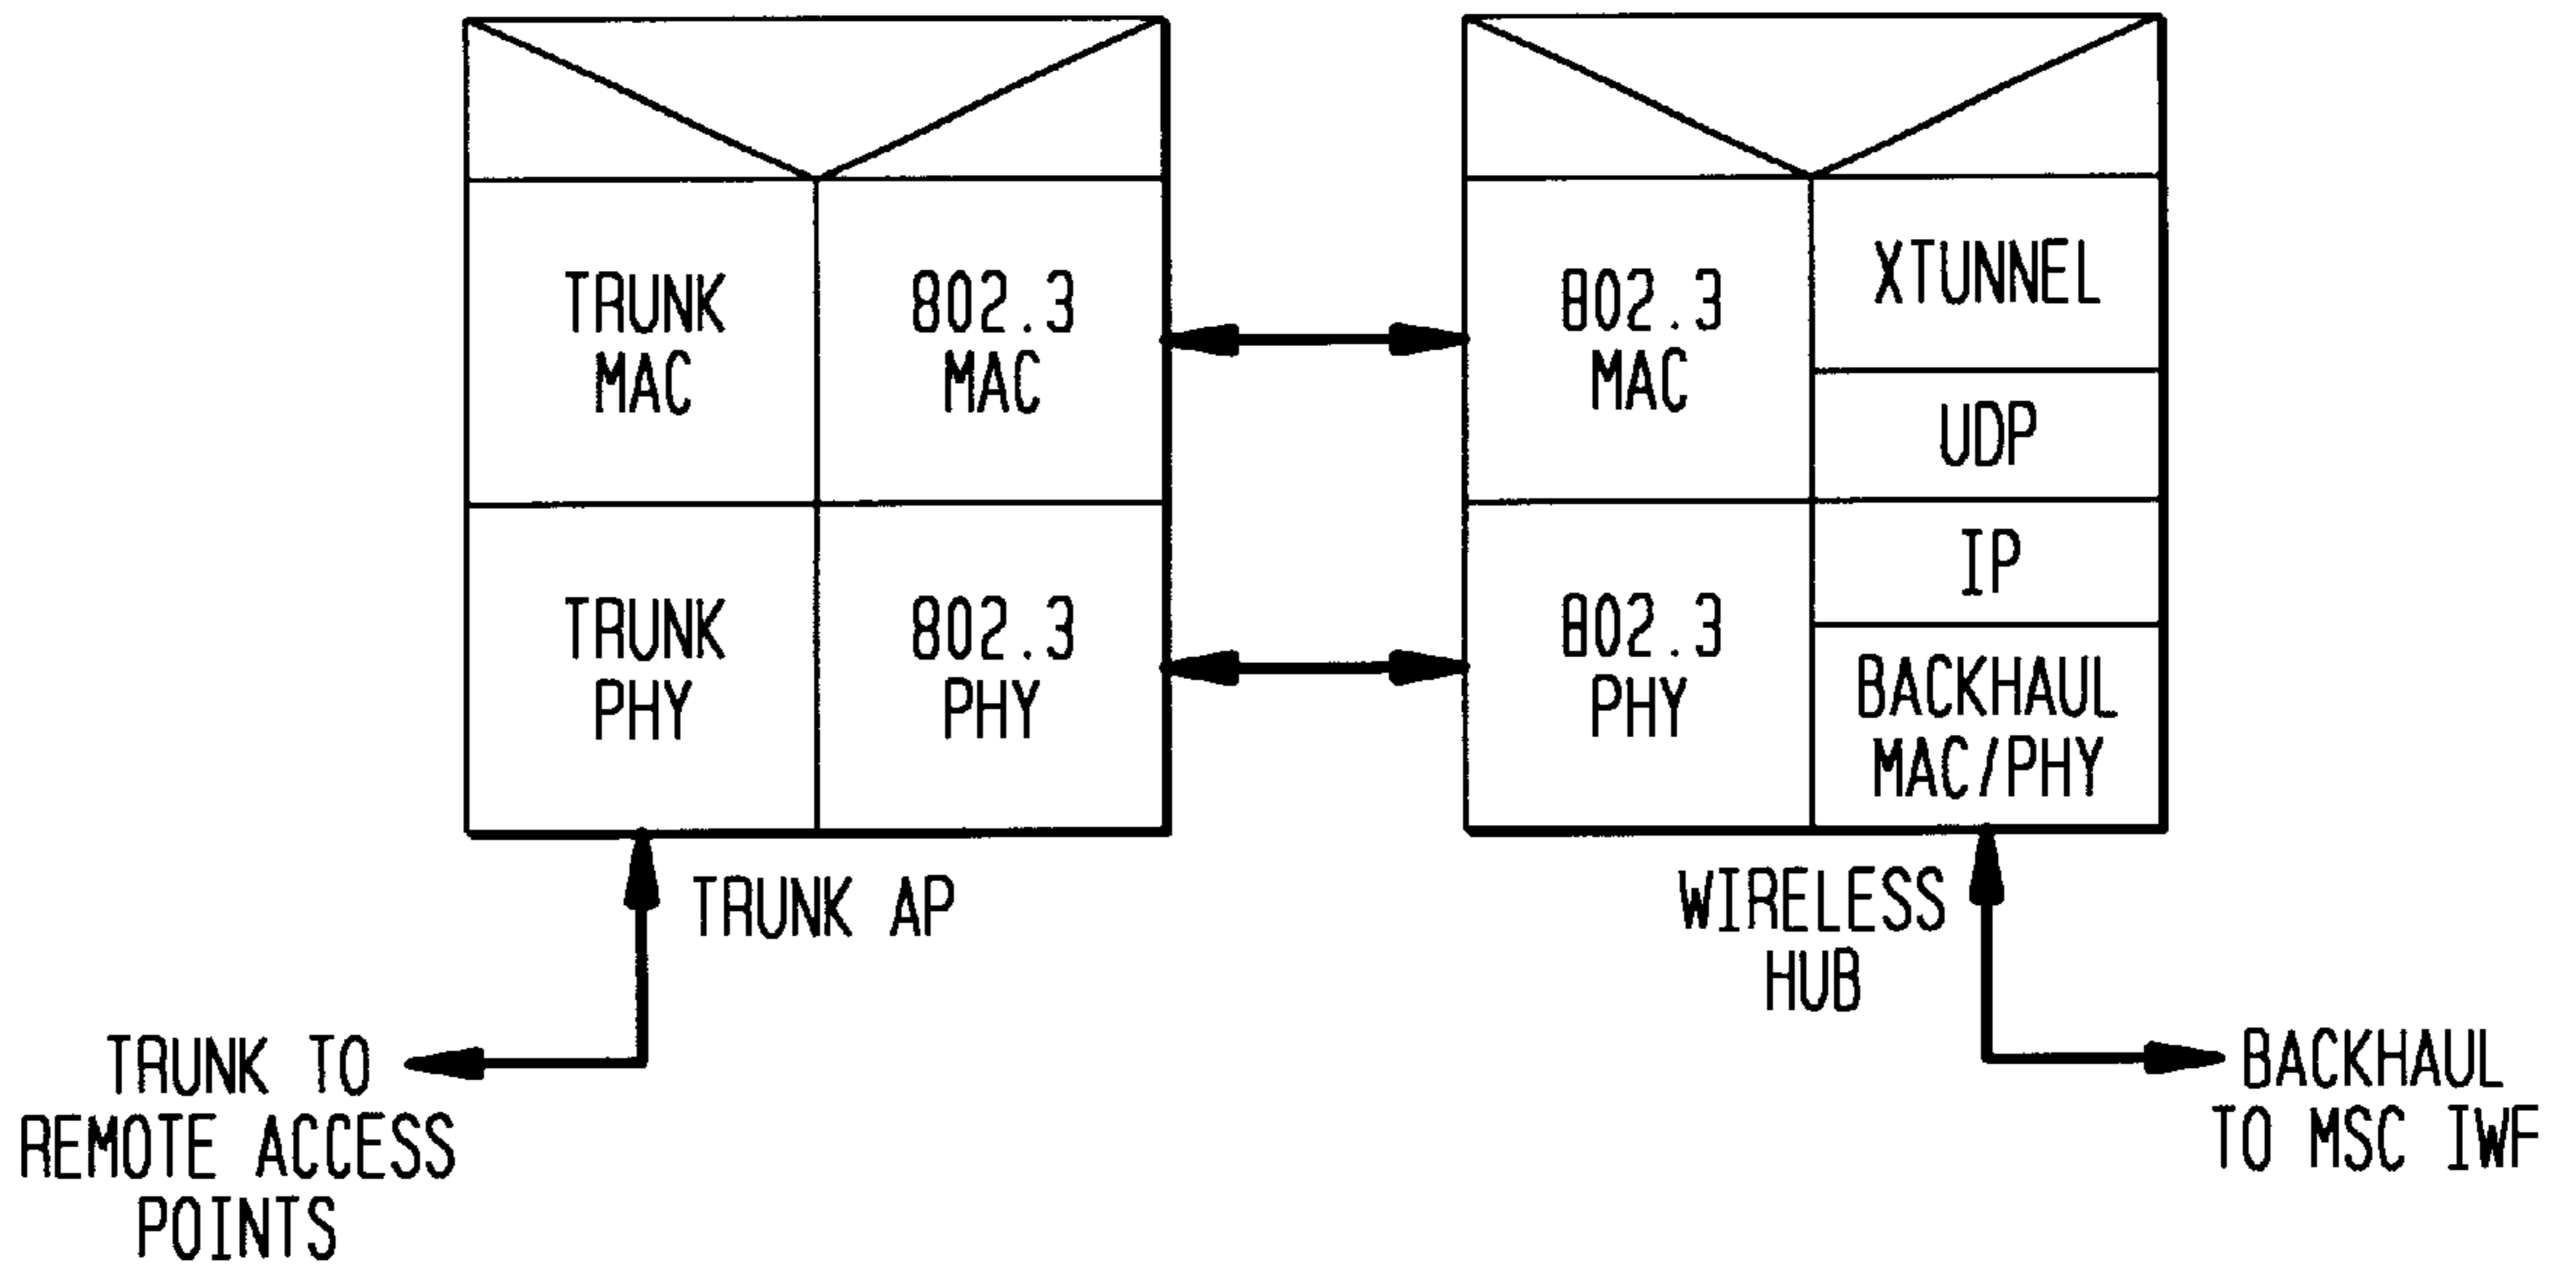 TRUNK
MAC
802.3
MAC
TRUNK
PHY
802.3
PHY
802.3
MAC
XTUNNEL
UDP
802.3
PHY
IP
BACKHAUL
MAC/PHY
TRUNK AP
WIRELESS
HUB
TRUNK TO
REMOTE ACCESS
POINTS
BACKHAUL
TO MSC IWF